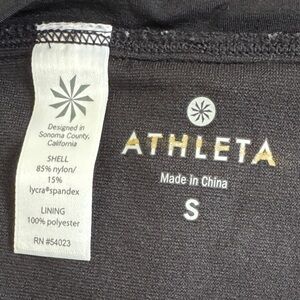 Designed in
Sonoma County,
California
SHELL
85% nylon/
15%
lycra®spandex
LINING
100% polyester
RN #54023
ATHLETA
Made in China
S